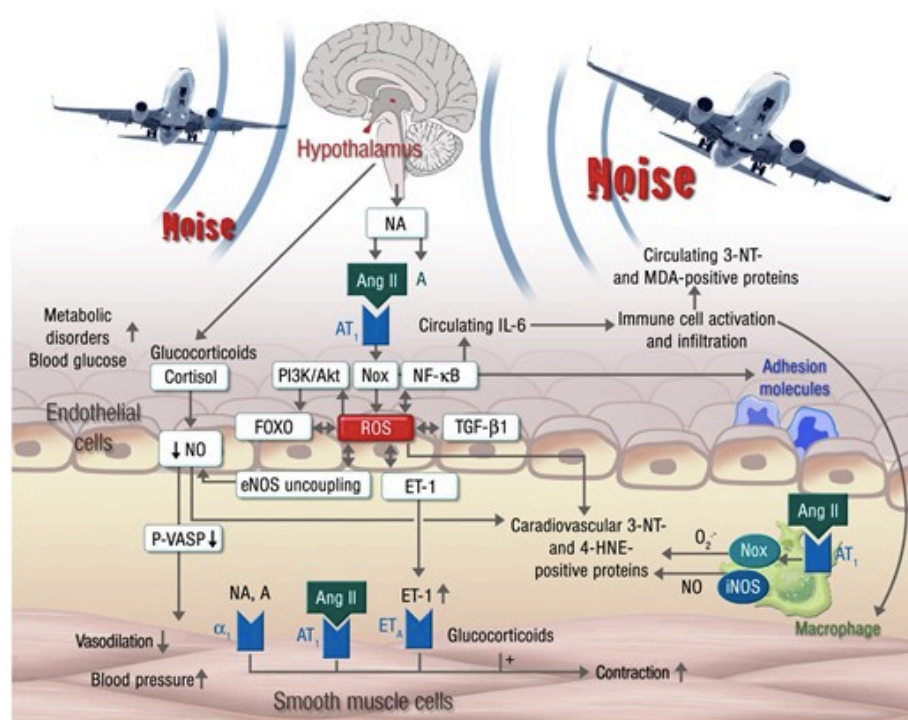 Hypothalamus
Noise
Noise
NA
Ang II
A
AT1
Circulating 3-NT-
and MDA-positive proteins
Metabolic
disorders
Blood glucose
Glucocorticoids
Cortisol
Circulating IL-6
Immune cell activation
and infiltration
PI3K/Akt
Nox
NF-κB
Adhesion
molecules
Endothelial
cells
FOXO
ROS
TGF-β1
↓NO
eNOS uncoupling
ET-1
P-VASP↓
Caradiovascular 3-NT-
and 4-HNE-
positive proteins
O2·-
NO
Nox
iNOS
Ang II
AT1
Macrophage
NA, A
α1
Ang II
AT1
ET-1↑
ETA
Glucocorticoids
+
Vasodilation↓
Blood pressure↑
Contraction↑
Smooth muscle cells